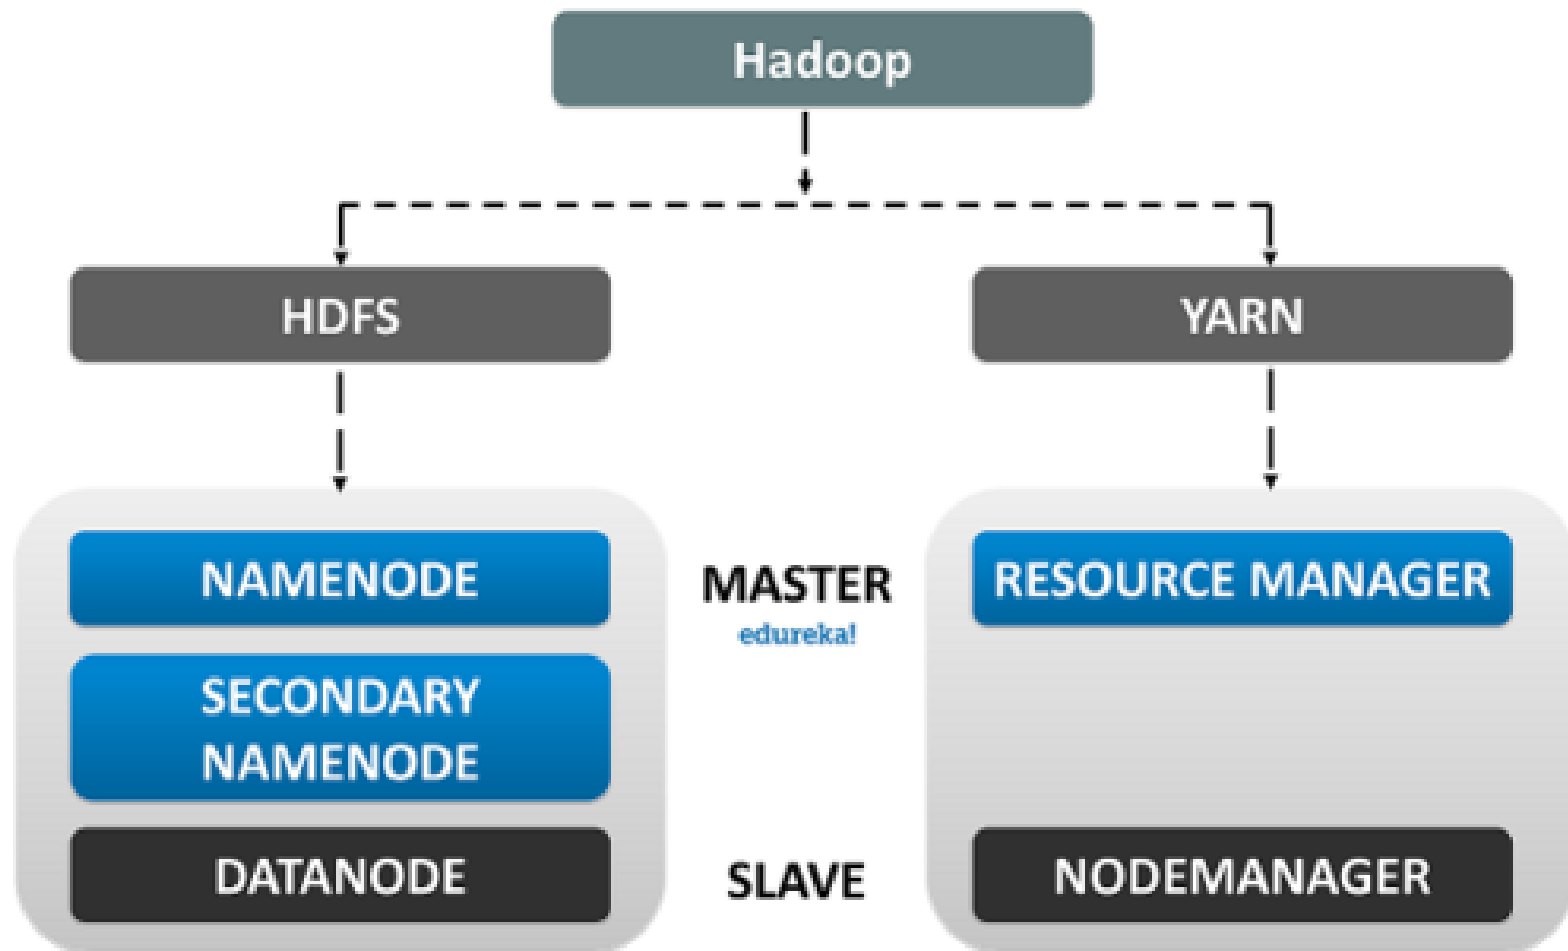 Hadoop
HDFS
YARN
NAMENODE
MASTER
RESOURCE MANAGER
edureka!
SECONDARY
NAMENODE
DATANODE
SLAVE
NODEMANAGER